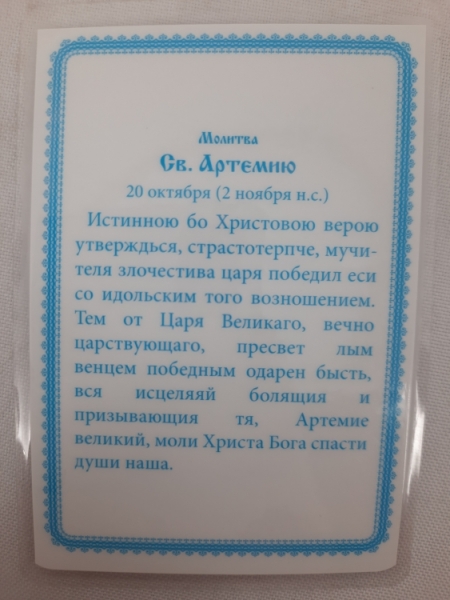 Молитва
Св. Артемию
20 октября (2 ноября н.с.)
Истинною бо Христовою верою
утверждься, страстотерпче, мучи-
теля злочестива царя победил еси
со идольским того возношением.
Тем от Царя Великаго, вечно
царствующаго, пресвет лым
венцем победным одарен бысть,
вся исцеляяй болящия и
призывающия тя, Артемие
великий, моли Христа Бога спасти
души наша.